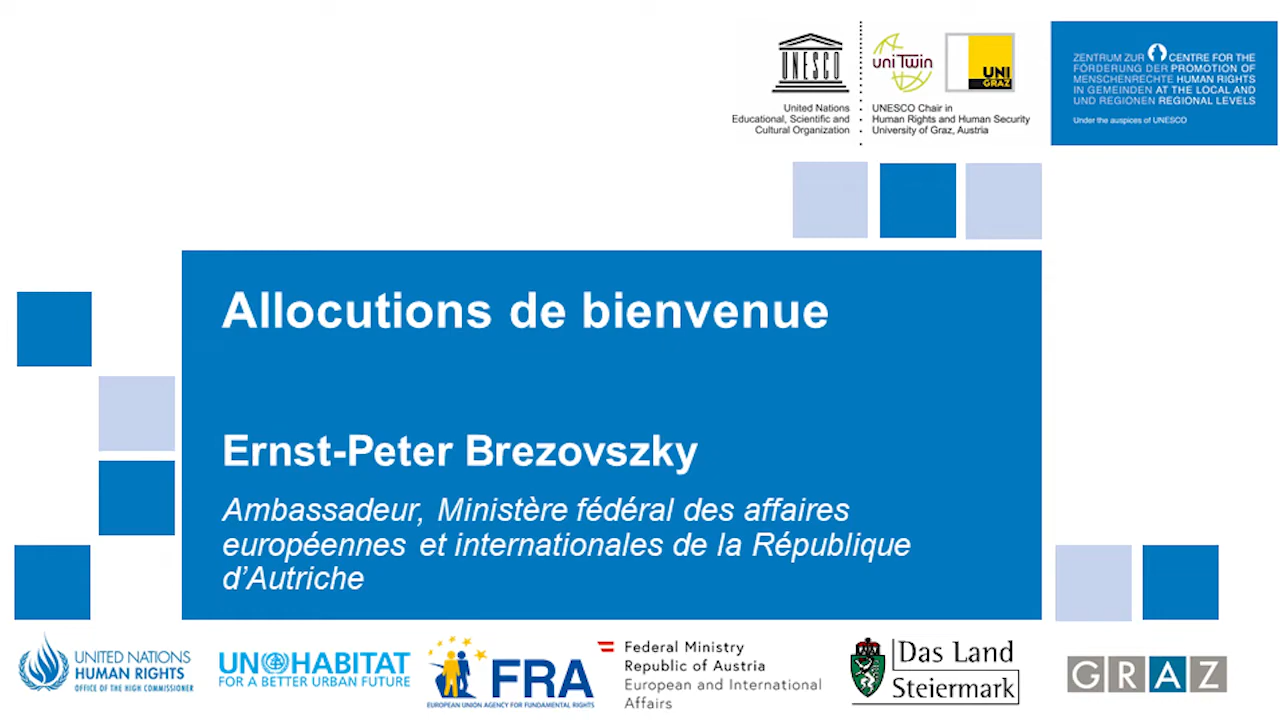 UNESCO
United Nations
Educational, Scientific and
Cultural Organization
uniTwin
UNI
GRAZ
UNESCO Chair in
Human Rights and Human Security
University of Graz, Austria
ZENTRUM ZUR CENTRE FOR THE
FÖRDERUNG DER PROMOTION OF
MENSCHENRECHTE HUMAN RIGHTS
IN GEMEINDEN AT THE LOCAL AND
UND REGIONEN REGIONAL LEVELS
Under the auspices of UNESCO
Allocutions de bienvenue
Ernst-Peter Brezovszky
Ambassadeur, Ministère fédéral des affaires
européennes et internationales de la République
d’Autriche
UNITED NATIONS
HUMAN RIGHTS
OFFICE OF THE HIGH COMMISSIONER
UN HABITAT
FOR A BETTER URBAN FUTURE
FRA
EUROPEAN UNION AGENCY FOR FUNDAMENTAL RIGHTS
Federal Ministry
Republic of Austria
European and International
Affairs
Das Land
Steiermark
GRAZ